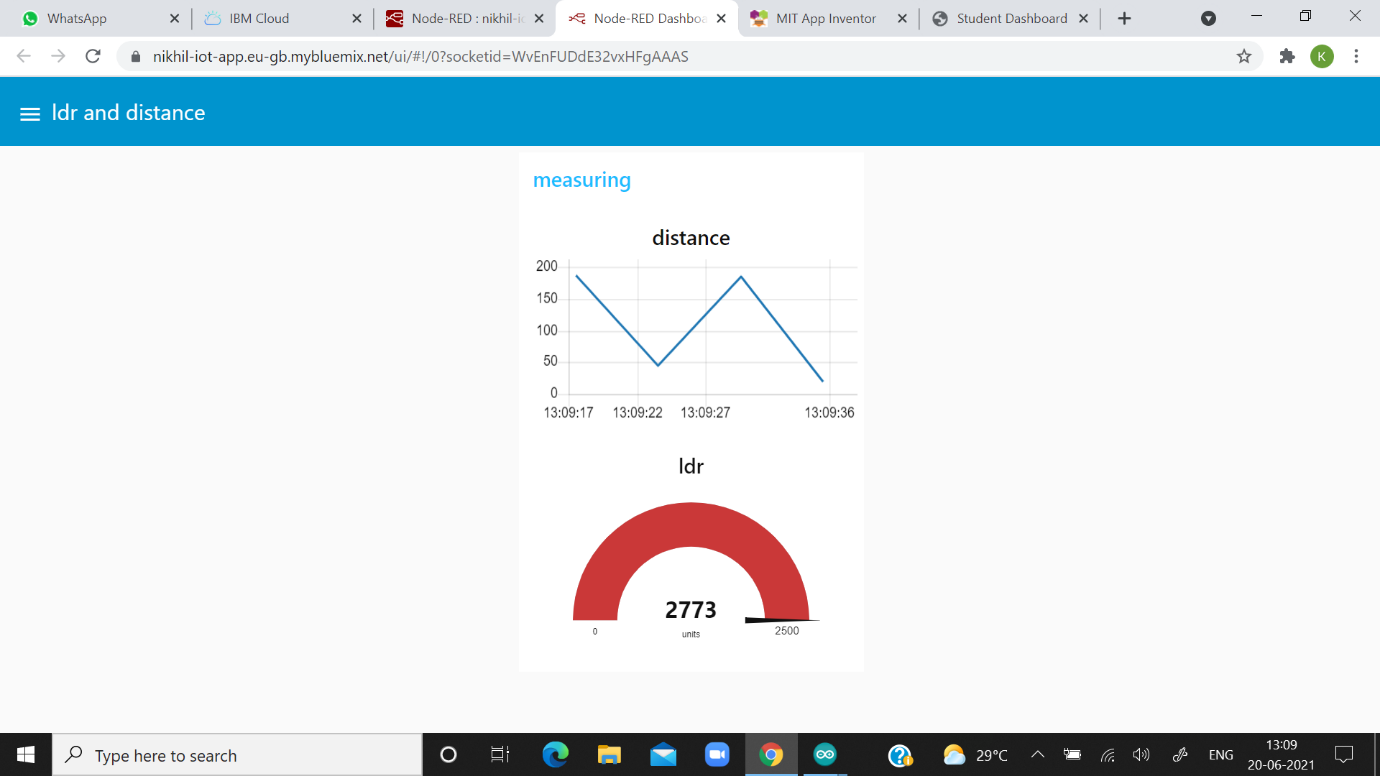 WhatsApp
IBM Cloud
Node-RED : nikhil-io
Node-RED Dashboa
MIT App Inventor
Student Dashboard
nikhil-iot-app.eu-gb.mybluemix.net/ui/#!/0?socketid=WvEnFUDdE32vxHFgAAAS
K
ldr and distance
measuring
distance
200
150
100
50
0
13:09:17 13:09:22 13:09:27 13:09:36
ldr
2773
units
0 2500
Type here to search
29°C
ENG
13:09
20-06-2021